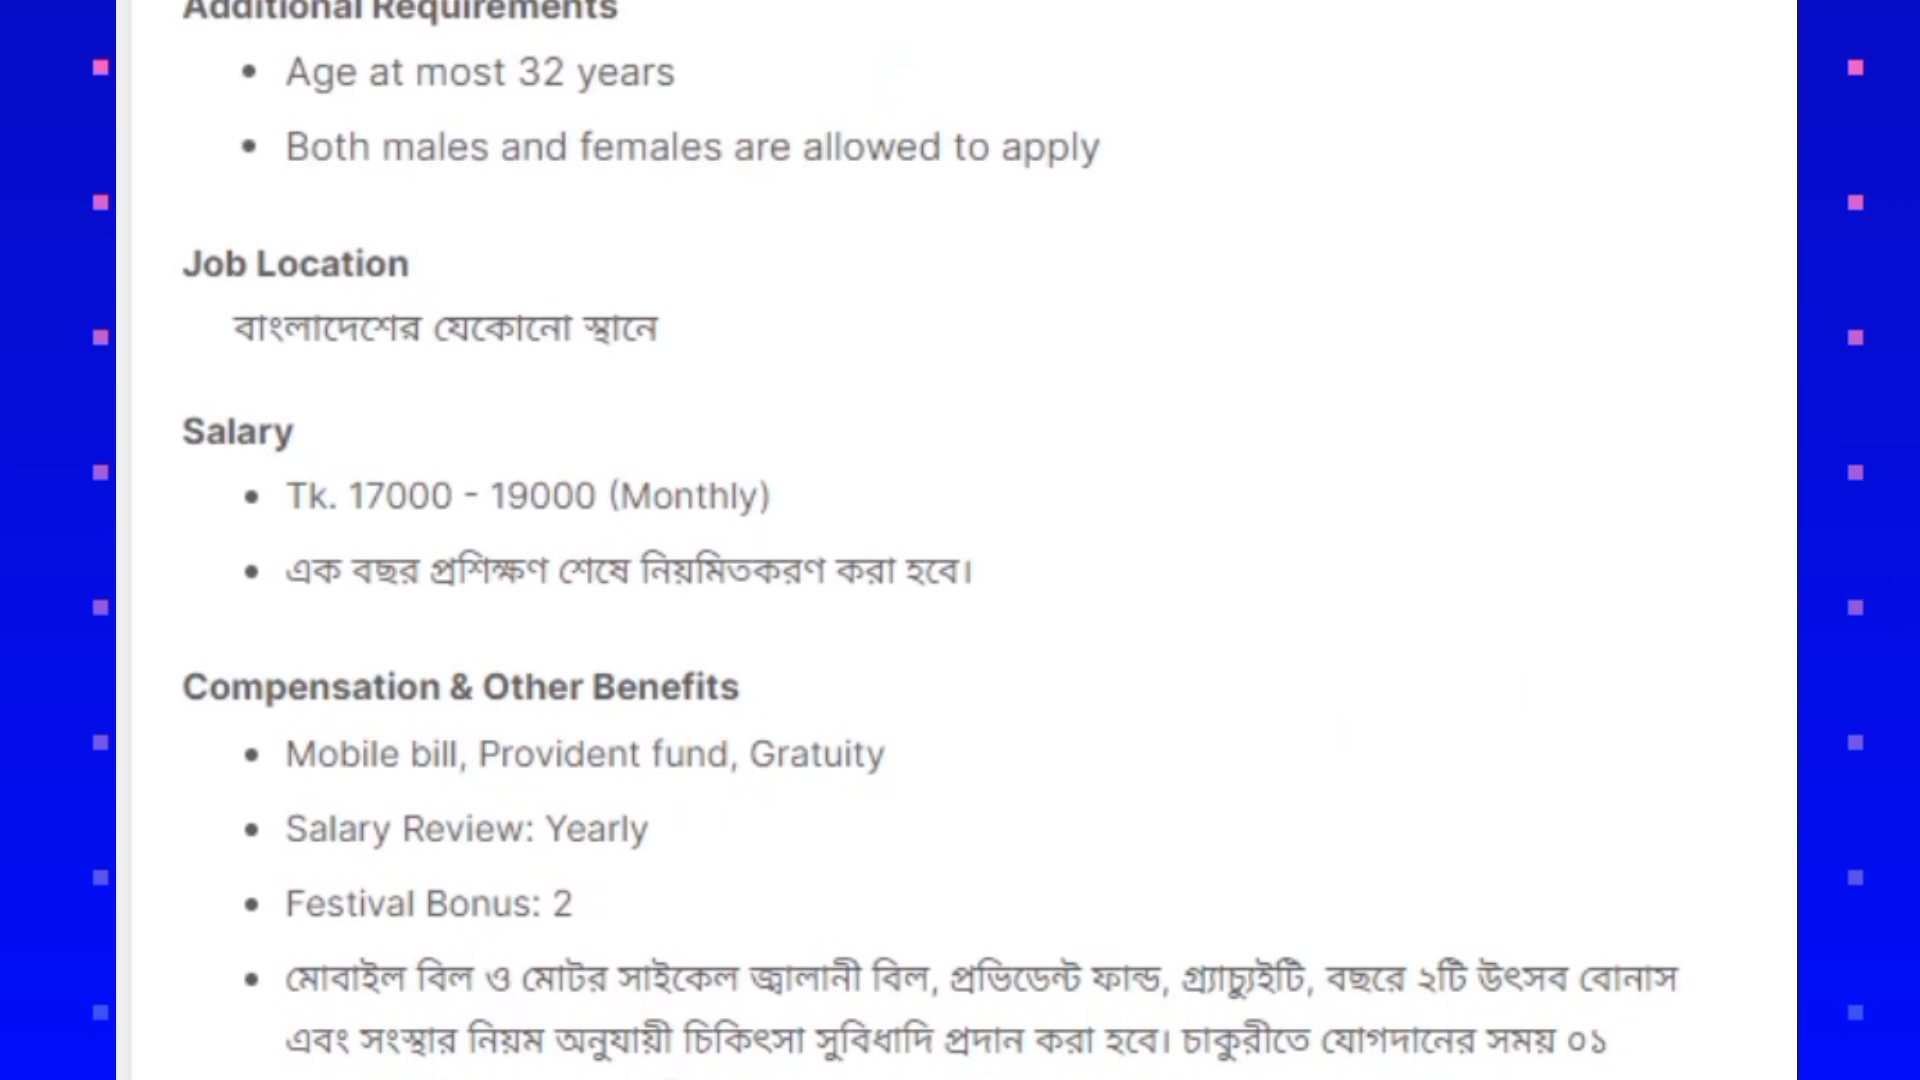 Additional Requirements
Age at most 32 years
Both males and females are allowed to apply
Job Location
বাংলাদেশের যেকোনো স্থানে
Salary
Tk. 17000 - 19000 (Monthly)
এক বছর প্রশিক্ষণ শেষে নিয়মিতকরণ করা হবে।
Compensation & Other Benefits
Mobile bill, Provident fund, Gratuity
Salary Review: Yearly
Festival Bonus: 2
মোবাইল বিল ও মোটর সাইকেল জ্বালানী বিল, প্রভিডেন্ট ফান্ড, গ্র্যাচ্যুইটি, বছরে ২টি উৎসব বোনাস
এবং সংস্থার নিয়ম অনুযায়ী চিকিৎসা সুবিধাদি প্রদান করা হবে। চাকুরীতে যোগদানের সময় ০১